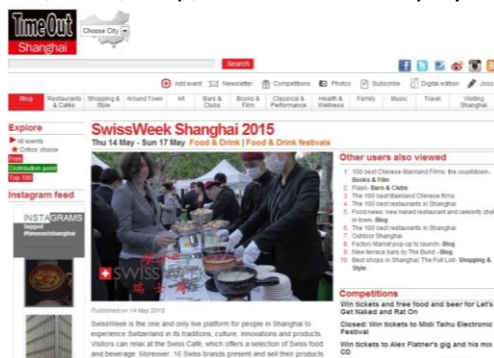 TimeOut
Shanghai
Choose City
Search
Add event Newsletter Competitions Photos Subscribe Digital edition Jobs
Blog Restaurants & Cafés Shopping & Style Around Town Art Bars & Clubs Books & Film Classical & Performance Health & Wellness Family Music Travel Visiting Shanghai
Explore
All events
Critics' choice
Free
Distribution point
Top 100
Instagram feed
INSTAGRAMS
tagged
#timeoutshanghai
SwissWeek Shanghai 2015
Thu 14 May - Sun 17 May Food & Drink | Food & Drink festivals
SWISSWEEK
瑞士周
Published on 14 May 2015
SwissWeek is the one and only live platform for people in Shanghai to
experience Switzerland in its traditions, culture, innovations and products.
Visitors can relax at the Swiss Café, which offers a selection of Swiss food
and beverage. Moreover, 16 Swiss brands present and sell their products
Other users also viewed
1. 100 best Chinese Mainland Films: the countdown-
Books & Film
2. Flash- Bars & Clubs
3. The 100 best Mainland Chinese films
4. The 100 best restaurants in Shanghai
5. Food news: new naked restaurant and celebrity chef
in town- Blog
6. The 100 best restaurants in Shanghai
7. Outdoor Shanghai
8. Factory Market pop-up to launch- Blog
9. New terrace bars by The Bund- Blog
10. Best shops in Shanghai: The Full List- Shopping &
Style
Competitions
Win tickets and free food and beer for Let's
Get Naked and Rat On
Closed: Win tickets to Midi Taihu Electronic
Festival
Win tickets to Alex Flatner's gig and his mix
CD